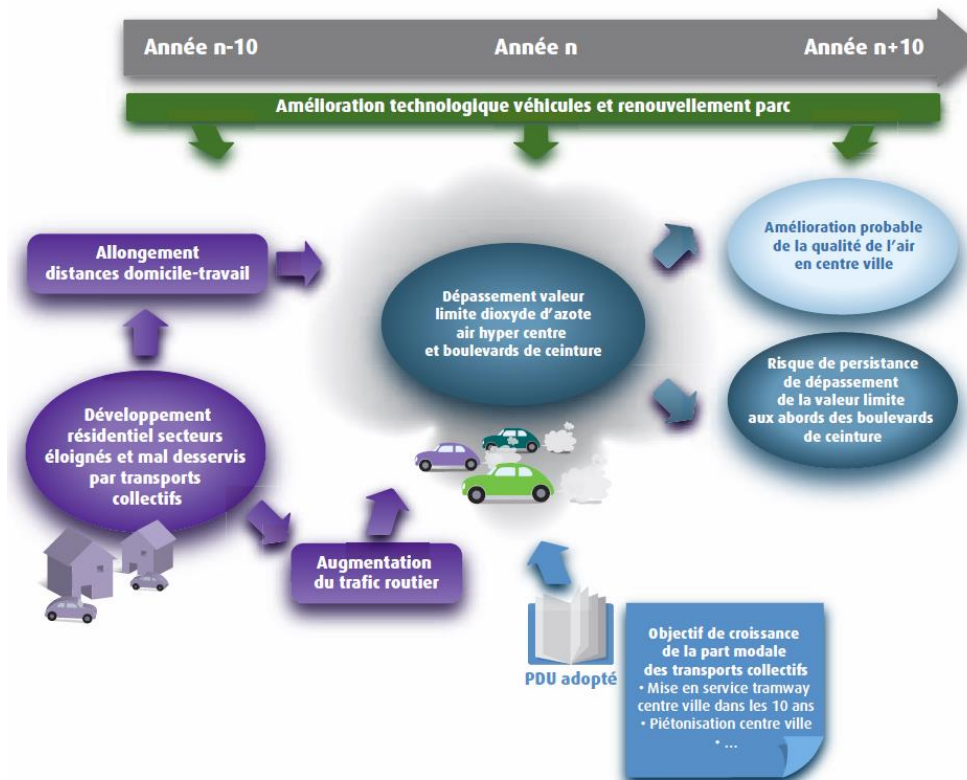 Année n-10
Année n
Année n+10
Amélioration technologique véhicules et renouvellement parc
Allongement
distances domicile-travail
Développement
résidentiel secteurs
éloignés et mal desservis
par transports
collectifs
Augmentation
du trafic routier
Dépassement valeur
limite dioxyde d'azote
air hyper centre
et boulevards de ceinture
Amélioration probable
de la qualité de l'air
en centre ville
Risque de persistance
de dépassement
de la valeur limite
aux abords des boulevards
de ceinture
PDU adopté
Objectif de croissance
de la part modale
des transports collectifs
• Mise en service tramway
centre ville dans les 10 ans
• Piétonisation centre ville
• ...